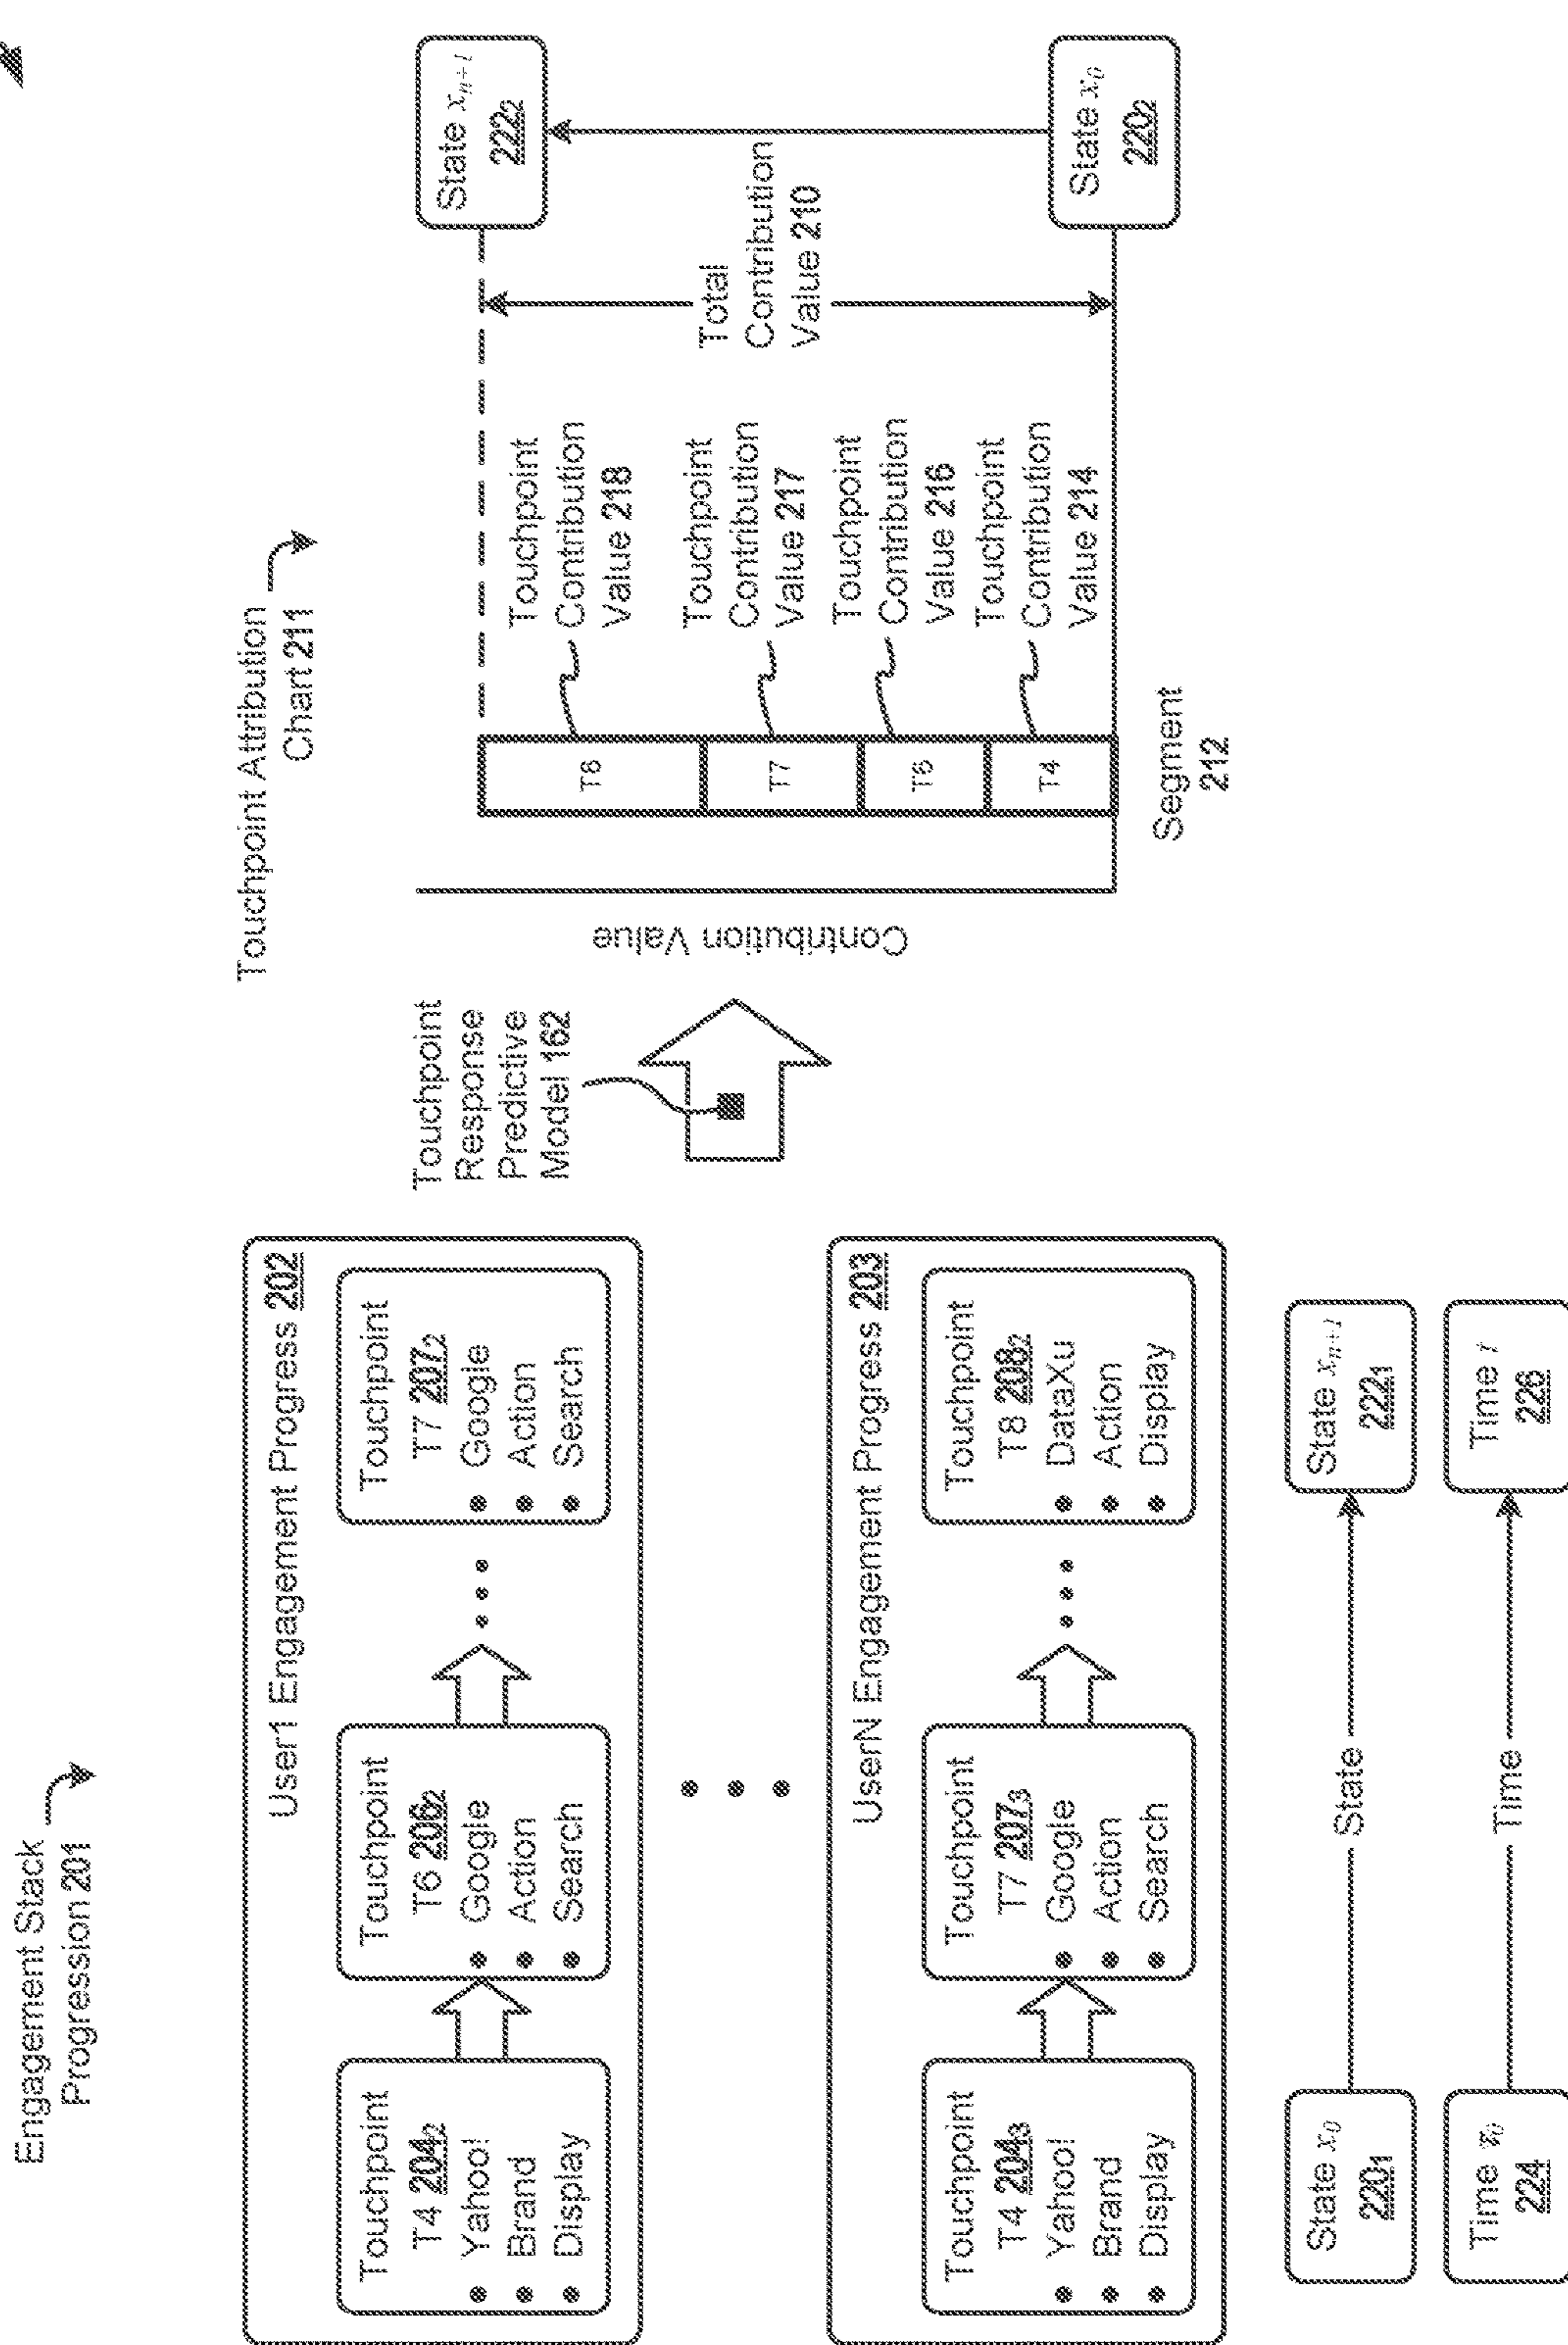 Engagement Stack
Progression 201
User1 Engagement Progress 202
Touchpoint
T4 204₂
• Yahoo!
• Brand
• Display
Touchpoint
T6 206₂
• Google
• Action
• Search
• • •
Touchpoint
T7 207₂
• Google
• Action
• Search
• • •
UserN Engagement Progress 203
Touchpoint
T4 204₃
• Yahoo!
• Brand
• Display
Touchpoint
T7 207₃
• Google
• Action
• Search
• • •
Touchpoint
T8 208₂
• DataXu
• Action
• Display
State x₀
220₁
State
State xₙ₊₁
222₁
Time
224
Time
Time t
226
Touchpoint
Response
Predictive
Model 162
Touchpoint Attribution
Chart 211
Contribution Value
T8
T7
T6
T4
Touchpoint
Contribution
Value 218
Touchpoint
Contribution
Value 217
Touchpoint
Contribution
Value 216
Touchpoint
Contribution
Value 214
Segment
212
Total
Contribution
Value 210
State xₙ₊₁
222₂
State x₀
220₂